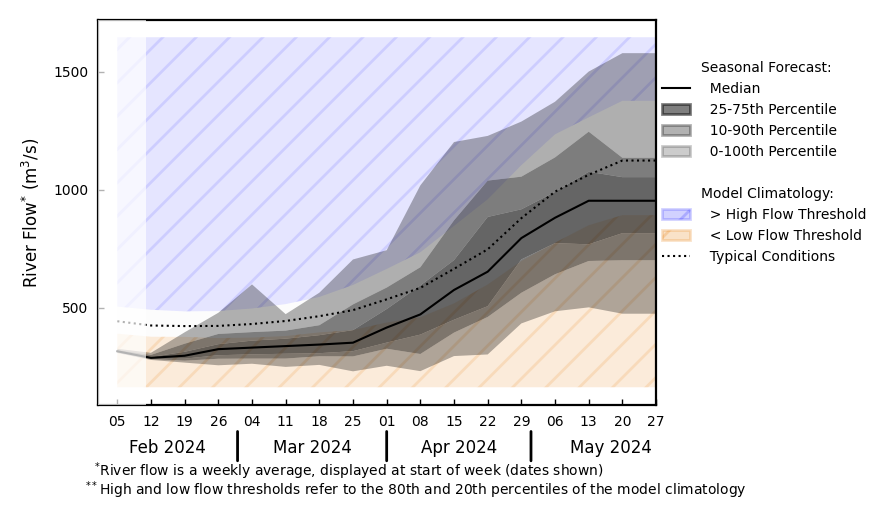 1500
1000
500
River Flow* (m³/s)
05 12 19 26 04 11 18 25 01 08 15 22 29 06 13 20 27
Feb 2024 Mar 2024 Apr 2024 May 2024
Seasonal Forecast:
Median
25-75th Percentile
10-90th Percentile
0-100th Percentile
Model Climatology:
> High Flow Threshold
< Low Flow Threshold
Typical Conditions
*River flow is a weekly average, displayed at start of week (dates shown)
**High and low flow thresholds refer to the 80th and 20th percentiles of the model climatology